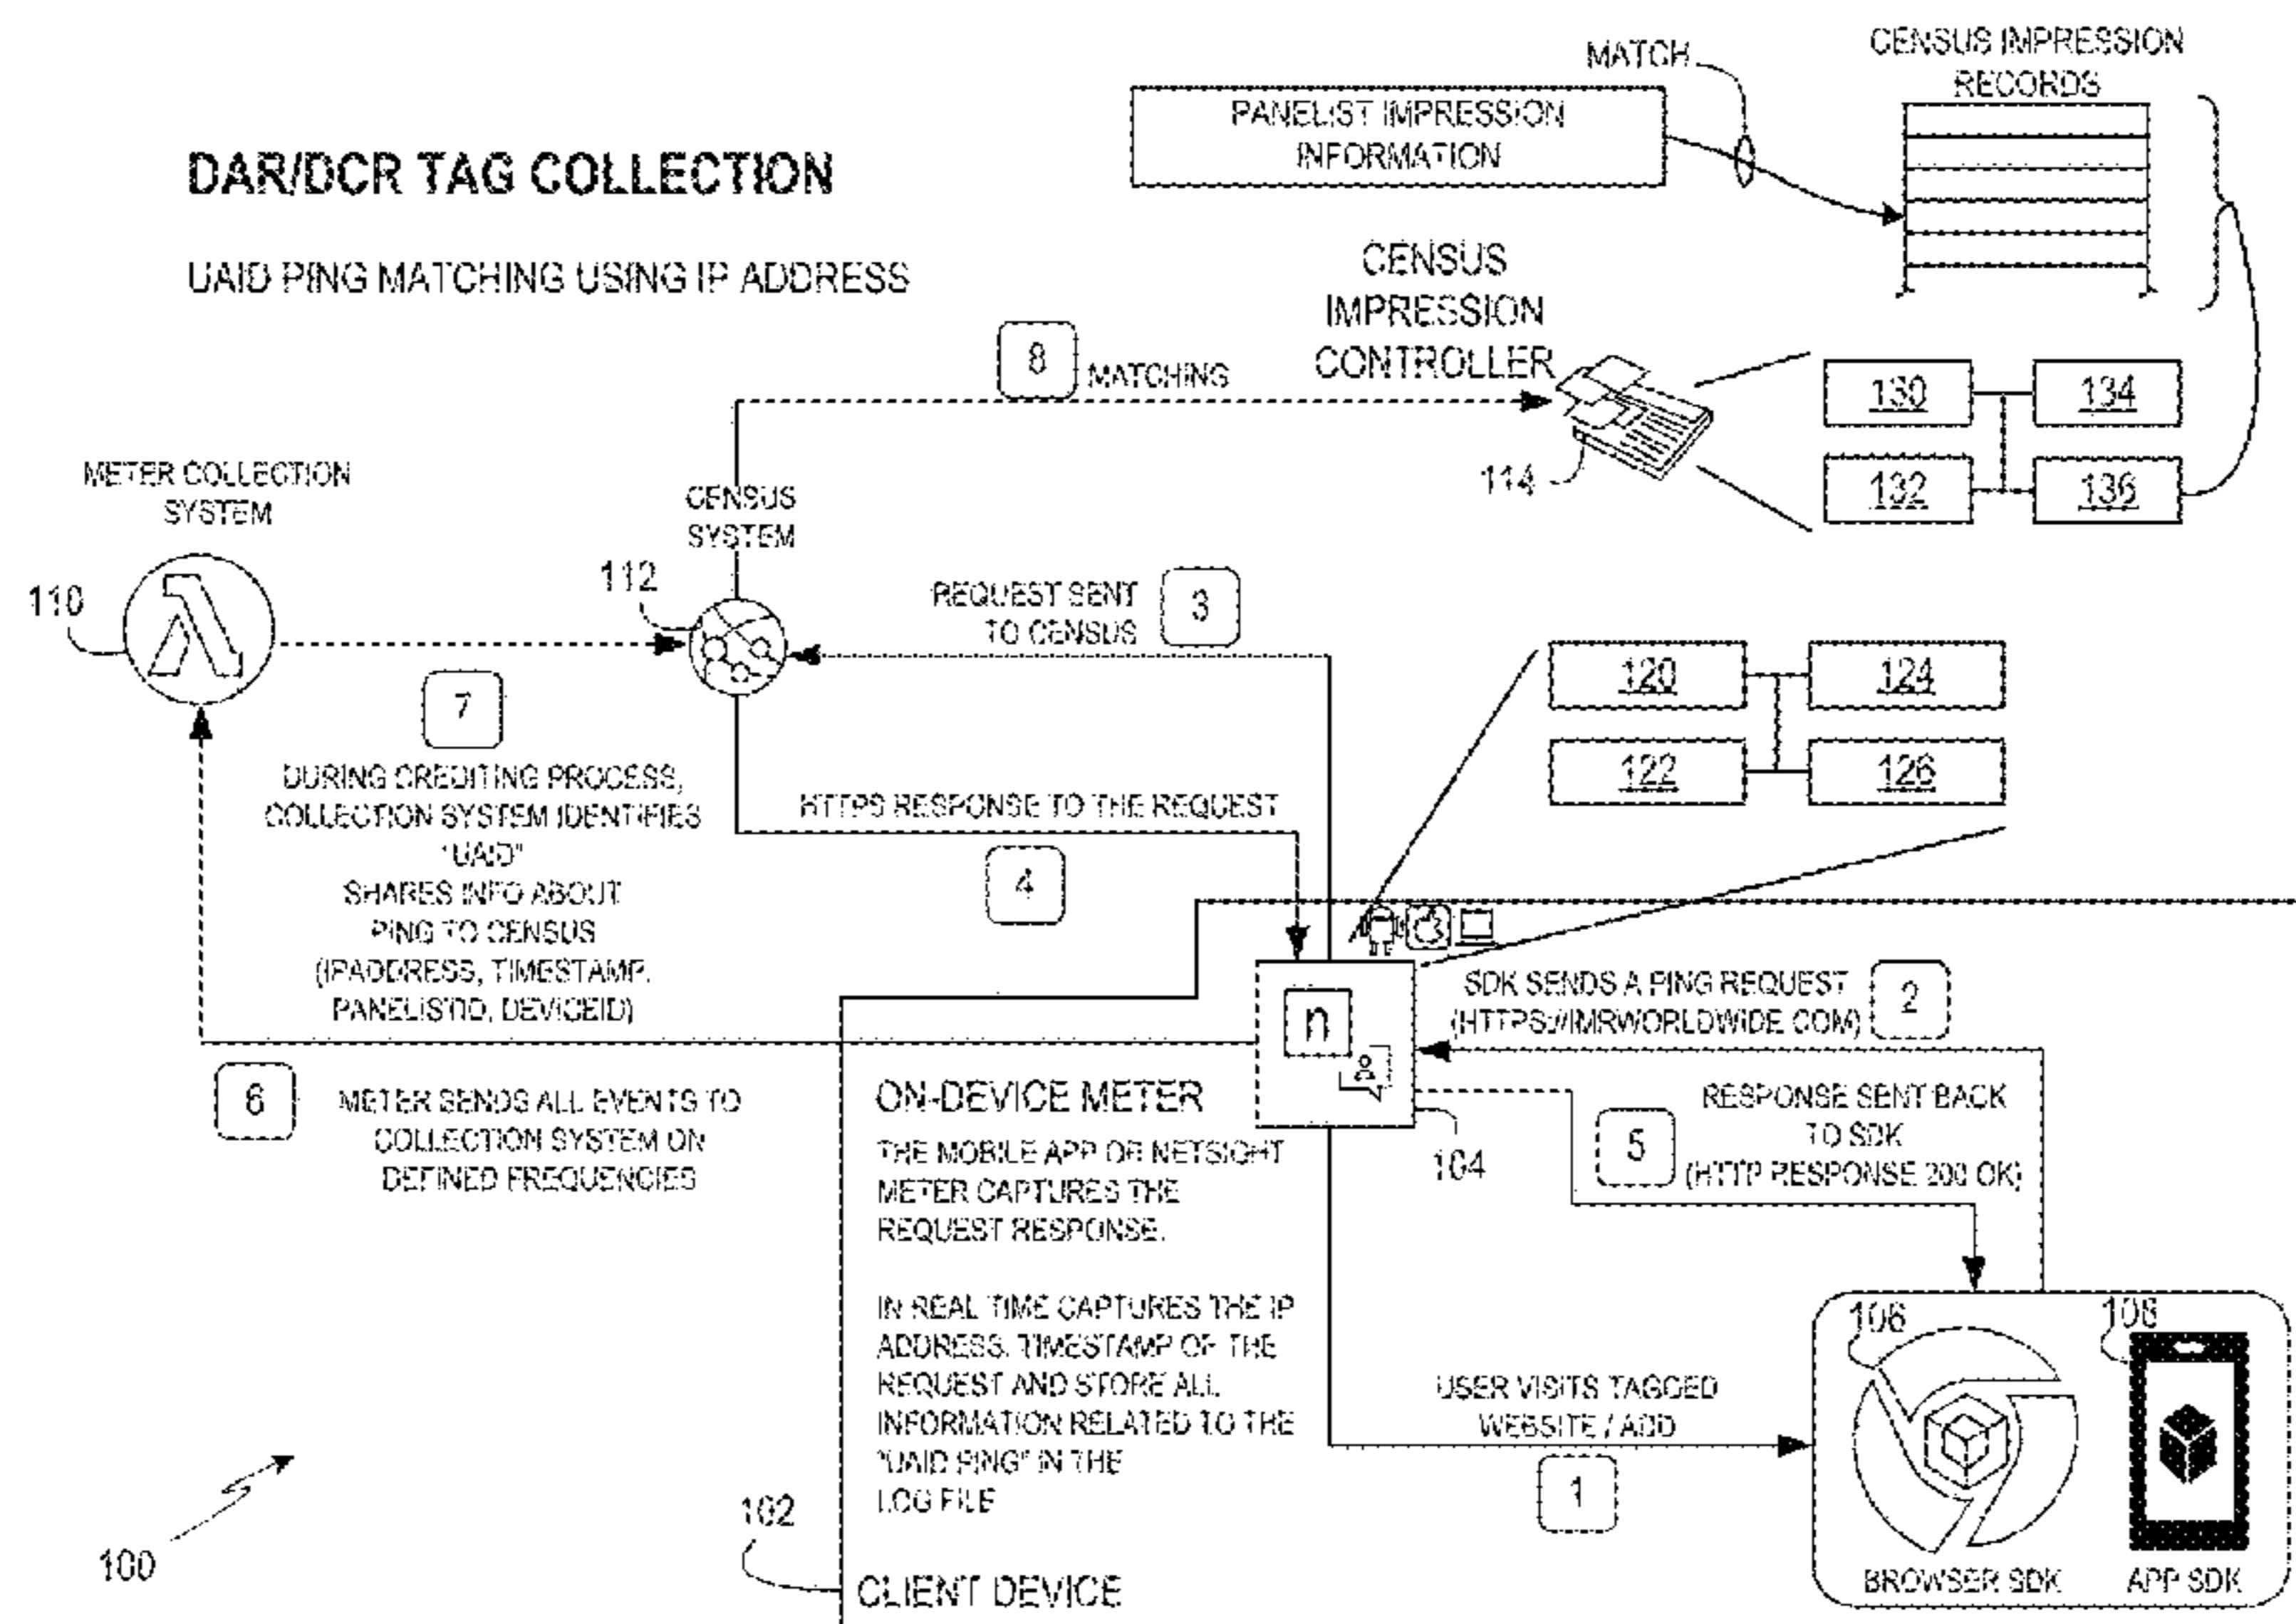 DAR/DCR TAG COLLECTION
UAID PING MATCHING USING IP ADDRESS
MATCH
PANELIST IMPRESSION
INFORMATION
CENSUS IMPRESSION
RECORDS
CENSUS
IMPRESSION
CONTROLLER
114
130
134
132
136
8
MATCHING
METER COLLECTION
SYSTEM
110
CENSUS
SYSTEM
112
REQUEST SENT
TO CENSUS
3
120
124
122
126
7
DURING CREDITING PROCESS,
COLLECTION SYSTEM IDENTIFIES
"UAID"
SHARES INFO ABOUT
PING TO CENSUS
(IPADDRESS, TIMESTAMP,
PANELISTID, DEVICEID)
HTTPS RESPONSE TO THE REQUEST
4
n
104
SDK SENDS A PING REQUEST
(HTTPS://IMRWORLDWIDE.COM)
2
6
METER SENDS ALL EVENTS TO
COLLECTION SYSTEM ON
DEFINED FREQUENCIES
ON-DEVICE METER
THE MOBILE APP OR NETSIGHT
METER CAPTURES THE
REQUEST RESPONSE.
IN REAL TIME CAPTURES THE IP
ADDRESS, TIMESTAMP OF THE
REQUEST AND STORE ALL
INFORMATION RELATED TO THE
"UAID PING" IN THE
LOG FILE
5
RESPONSE SENT BACK
TO SDK
(HTTP RESPONSE 200 OK)
USER VISITS TAGGED
WEBSITE / ADD
1
106
108
BROWSER SDK
APP SDK
102
CLIENT DEVICE
100